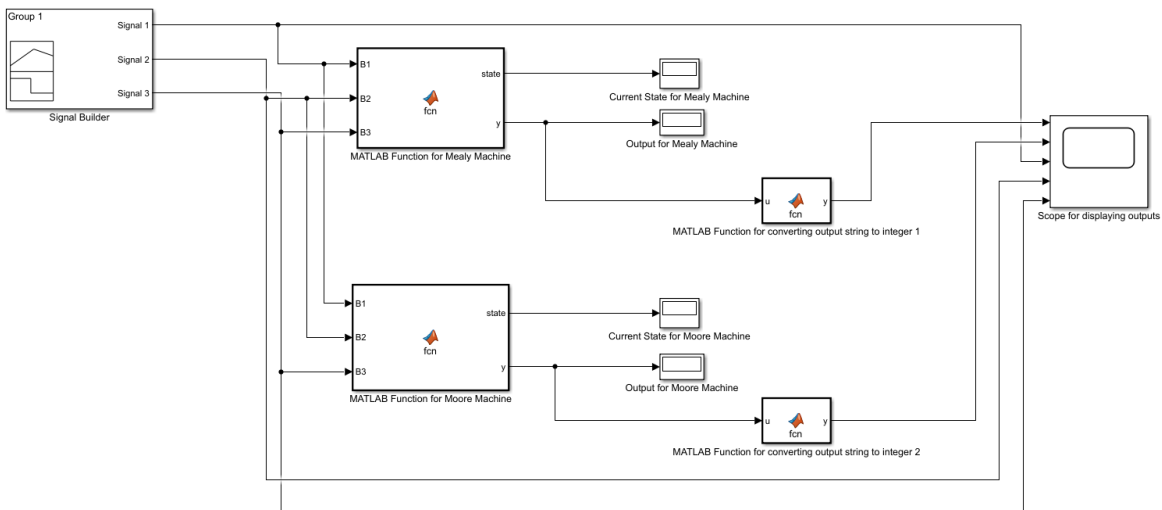 Group 1
Signal 1
Signal 2
Signal 3
Signal Builder
B1
B2
B3
fcn
state
y
MATLAB Function for Mealy Machine
Current State for Mealy Machine
Output for Mealy Machine
u
fcn
y
MATLAB Function for converting output string to integer 1
Scope for displaying outputs
B1
B2
B3
fcn
state
y
MATLAB Function for Moore Machine
Current State for Moore Machine
Output for Moore Machine
u
fcn
y
MATLAB Function for converting output string to integer 2